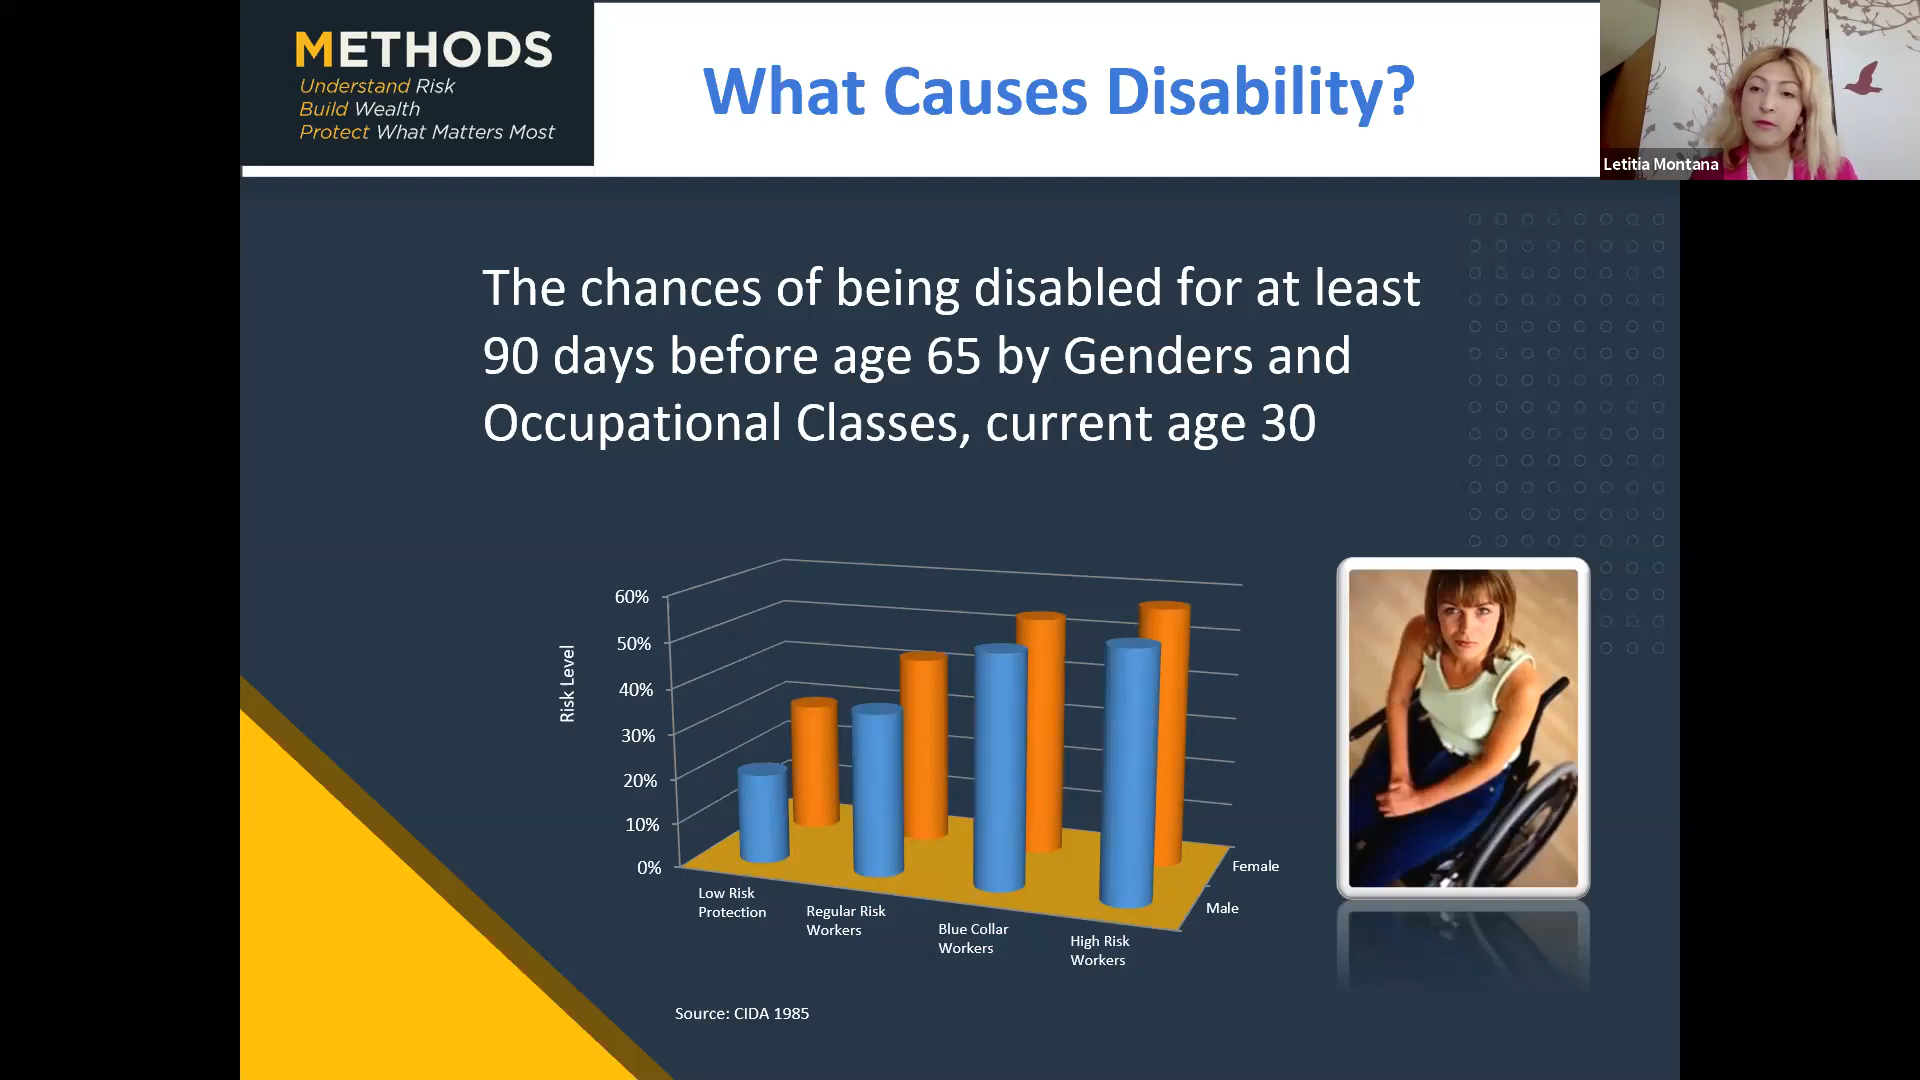 METHODS
Understand Risk
Build Wealth
Protect What Matters Most
What Causes Disability?
Letitia Montana
The chances of being disabled for at least
90 days before age 65 by Genders and
Occupational Classes, current age 30
Risk Level
60%
50%
40%
30%
20%
10%
0%
Low Risk
Protection
Regular Risk
Workers
Blue Collar
Workers
High Risk
Workers
Female
Male
Source: CIDA 1985